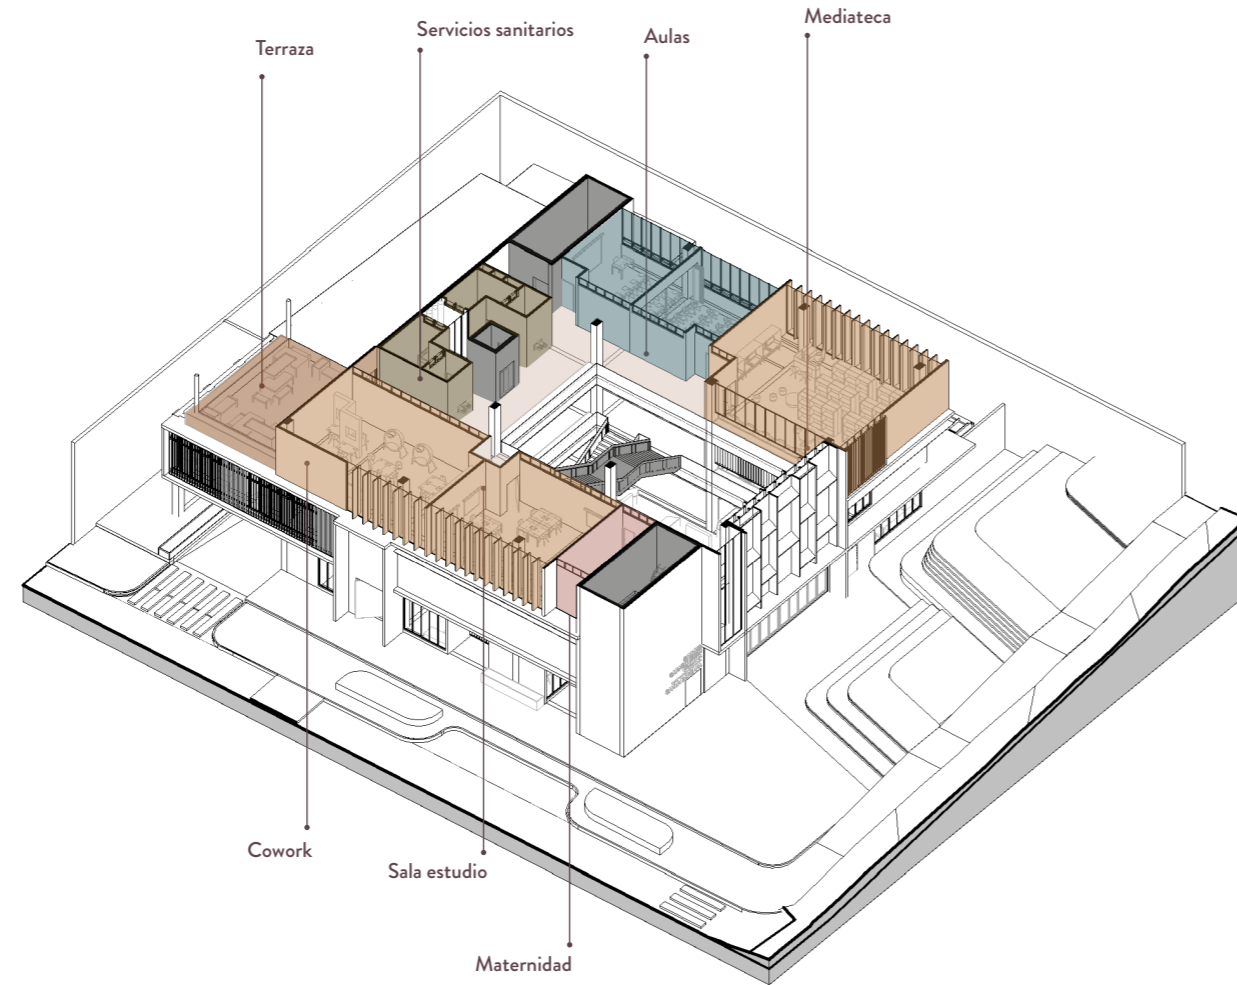 Mediateca
Servicios sanitarios
Aulas
Terraza
Cowork
Sala estudio
Maternidad